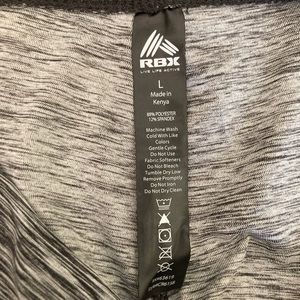 RBX
LIVE LIFE ACTIVE
L
Made in
Kenya
88% POLYESTER
12% SPANDEX
Machine Wash
Cold With Like
Colors
Gentle Cycle
Do Not Use
Fabric Softeners
Do Not Bleach
Tumble Dry Low
Remove Promptly
Do Not Iron
Do Not Dry Clean